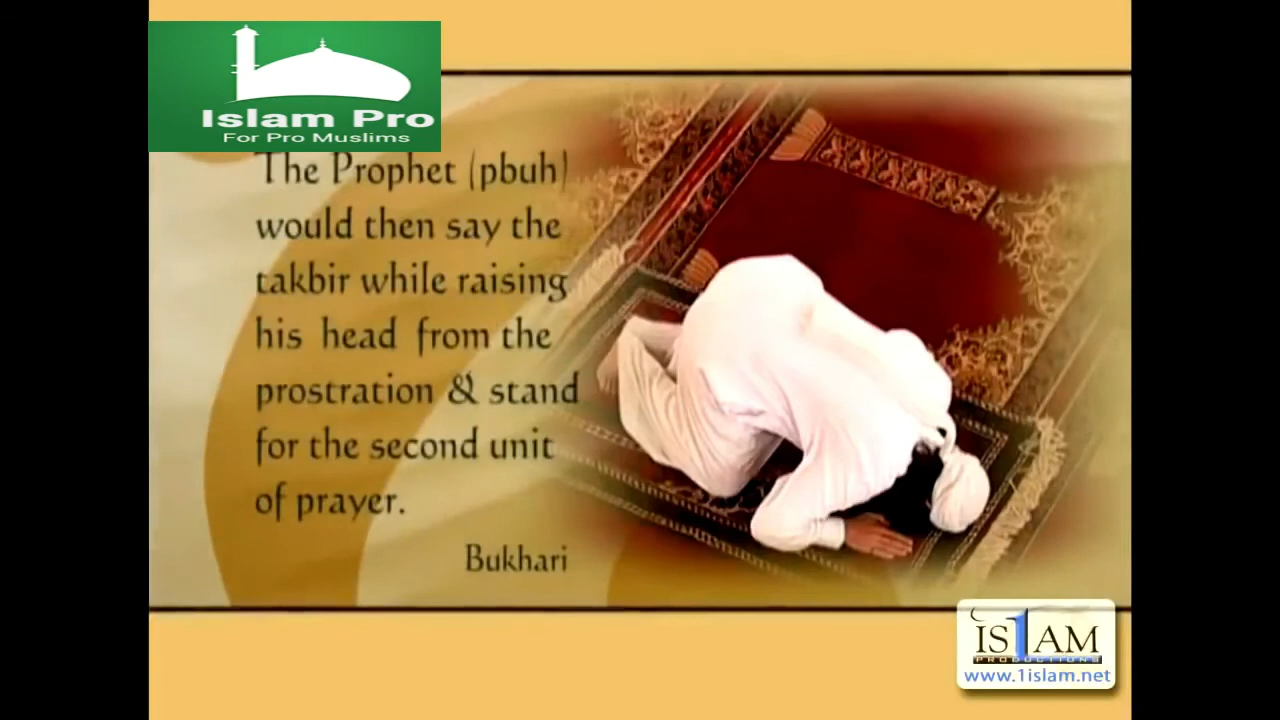 Islam Pro
For Pro Muslims
The Prophet (pbuh)
would then say the
takbir while raising
his head from the
prostration & stand
for the second unit
of prayer.
Bukhari
IS1AM
PRODUCTIONS
www.1islam.net